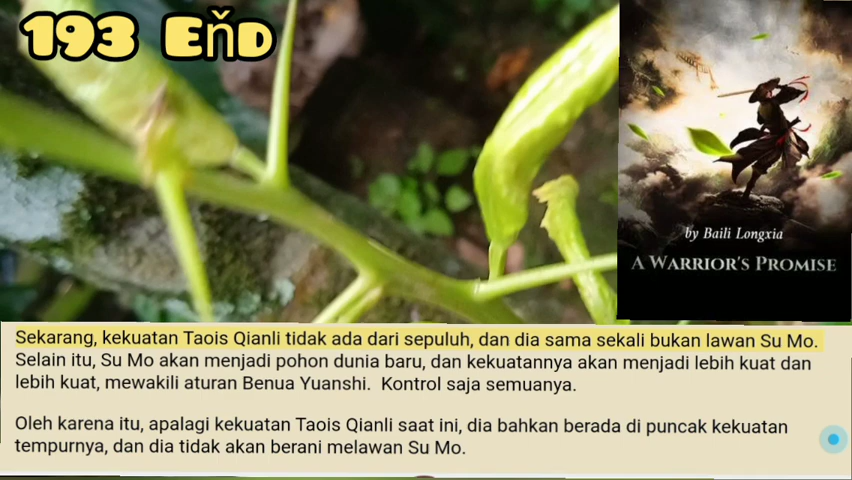 193 Eňd
by Baili Longxia
A Warrior's Promise
Sekarang, kekuatan Taois Qianli tidak ada dari sepuluh, dan dia sama sekali bukan lawan Su Mo.
Selain itu, Su Mo akan menjadi pohon dunia baru, dan kekuatannya akan menjadi lebih kuat dan
lebih kuat, mewakili aturan Benua Yuanshi. Kontrol saja semuanya.
Oleh karena itu, apalagi kekuatan Taois Qianli saat ini, dia bahkan berada di puncak kekuatan
tempurnya, dan dia tidak akan berani melawan Su Mo.